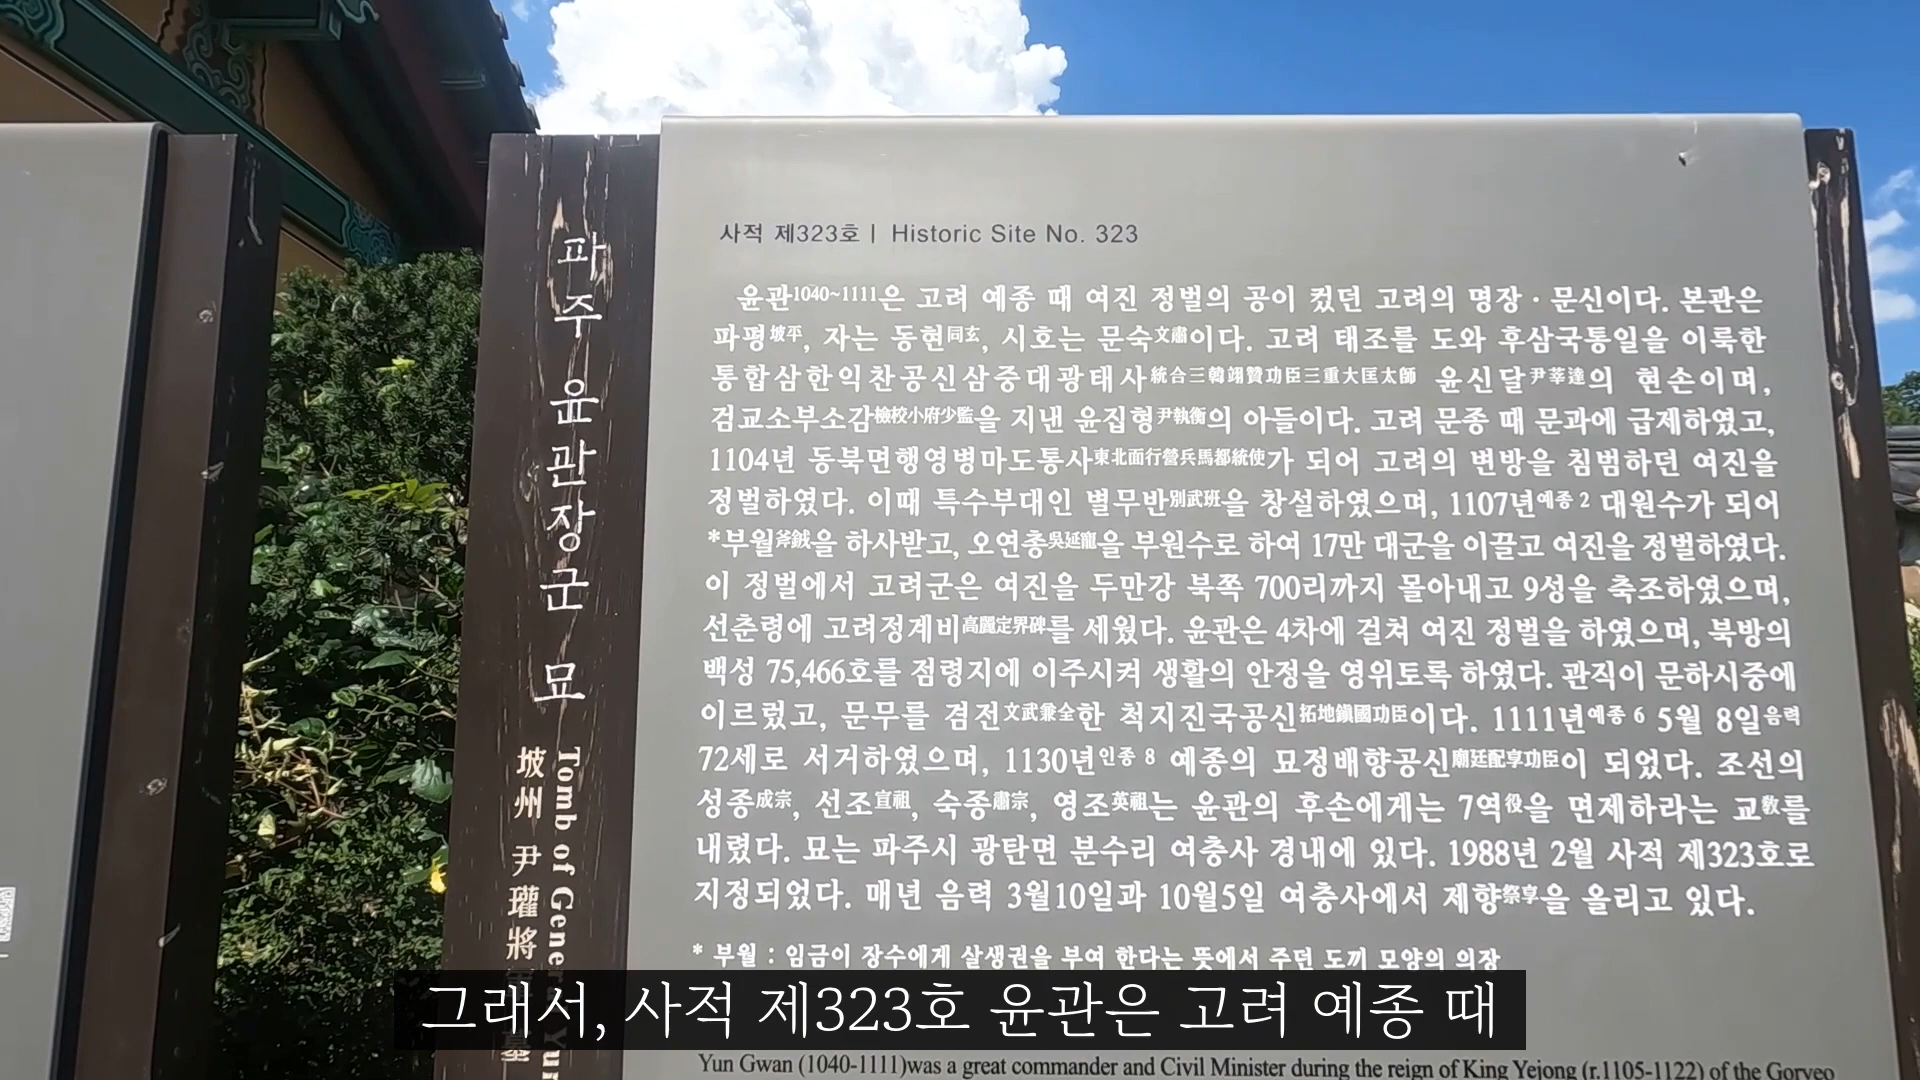 파주 윤관장군 묘
坡州 尹瓘將
Tomb of General Yun
사적 제323호 | Historic Site No. 323
윤관1040~1111은 고려 예종 때 여진 정벌의 공이 컸던 고려의 명장 · 문신이다. 본관은
파평坡平, 자는 동현同玄, 시호는 문숙文肅이다. 고려 태조를 도와 후삼국통일을 이룩한
통합삼한익찬공신삼중대광태사統合三韓翊贊功臣三重大匡太師 윤신달尹莘達의 현손이며,
검교소부소감檢校小府少監을 지낸 윤집형尹執衡의 아들이다. 고려 문종 때 문과에 급제하였고,
1104년 동북면행영병마도통사東北面行營兵馬都統使가 되어 고려의 변방을 침범하던 여진을
정벌하였다. 이때 특수부대인 별무반別武班을 창설하였으며, 1107년예종 2 대원수가 되어
*부월斧鉞을 하사받고, 오연총吳延寵을 부원수로 하여 17만 대군을 이끌고 여진을 정벌하였다.
이 정벌에서 고려군은 여진을 두만강 북쪽 700리까지 몰아내고 9성을 축조하였으며,
선춘령에 고려정계비高麗定界碑를 세웠다. 윤관은 4차에 걸쳐 여진 정벌을 하였으며, 북방의
백성 75,466호를 점령지에 이주시켜 생활의 안정을 영위토록 하였다. 관직이 문하시중에
이르렀고, 문무를 겸전文武兼全한 척지진국공신拓地鎭國功臣이다. 1111년예종 6 5월 8일음력
72세로 서거하였으며, 1130년인종 8 예종의 묘정배향공신廟廷配享功臣이 되었다. 조선의
성종成宗, 선조宣祖, 숙종肅宗, 영조英祖는 윤관의 후손에게는 7역役을 면제하라는 교敎를
내렸다. 묘는 파주시 광탄면 분수리 여충사 경내에 있다. 1988년 2월 사적 제323호로
지정되었다. 매년 음력 3월10일과 10월5일 여충사에서 제향祭享을 올리고 있다.
* 부월 : 임금이 장수에게 살생권을 부여 한다는 뜻에서 주던 도끼 모양의 의장
그래서, 사적 제323호 윤관은 고려 예종 때
Yun Gwan (1040-1111)was a great commander and Civil Minister during the reign of King Yejong (r.1105-1122) of the Goryeo